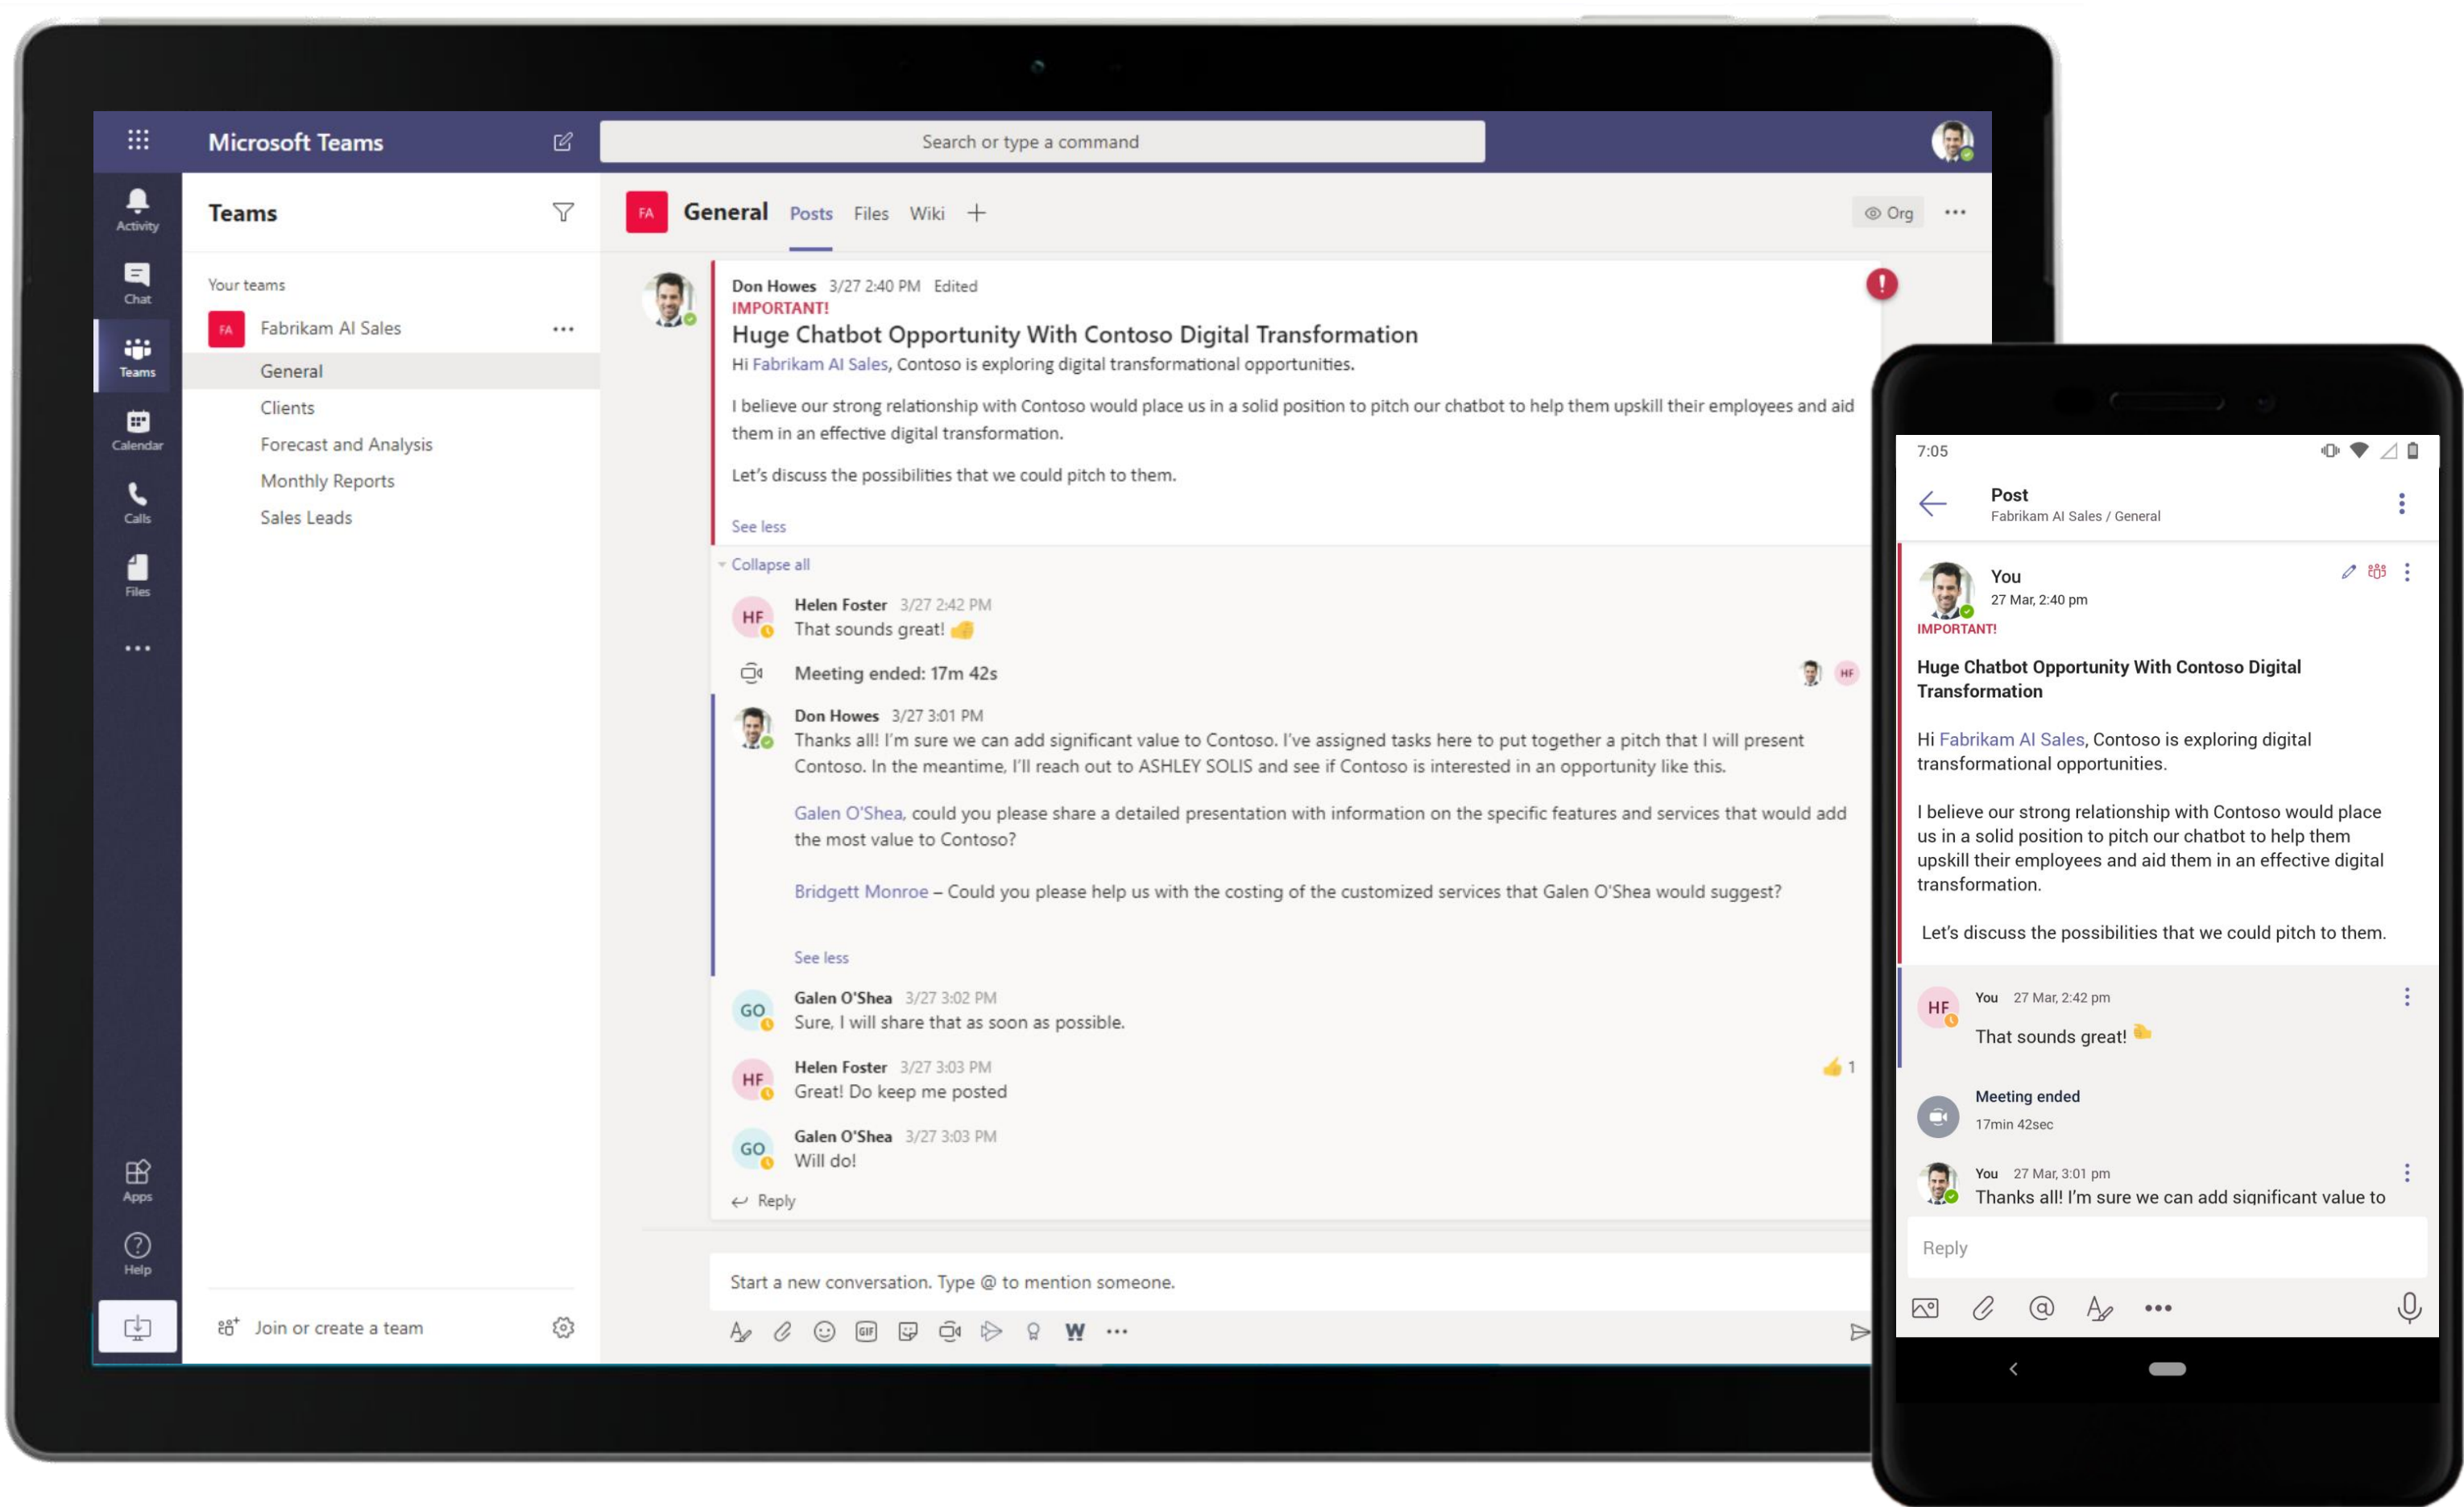 Microsoft Teams
Search or type a command
Activity
Chat
Teams
Calendar
Calls
Files
Apps
Help
Teams
Your teams
FA Fabrikam AI Sales
General
Clients
Forecast and Analysis
Monthly Reports
Sales Leads
Join or create a team
FA General Posts Files Wiki
Org
Don Howes 3/27 2:40 PM Edited
IMPORTANT!
Huge Chatbot Opportunity With Contoso Digital Transformation
Hi Fabrikam AI Sales, Contoso is exploring digital transformational opportunities.
I believe our strong relationship with Contoso would place us in a solid position to pitch our chatbot to help them upskill their employees and aid
them in an effective digital transformation.
Let's discuss the possibilities that we could pitch to them.
See less
Collapse all
HF Helen Foster 3/27 2:42 PM
That sounds great!
Meeting ended: 17m 42s
HF
Don Howes 3/27 3:01 PM
Thanks all! I'm sure we can add significant value to Contoso. I've assigned tasks here to put together a pitch that I will present
Contoso. In the meantime, I'll reach out to ASHLEY SOLIS and see if Contoso is interested in an opportunity like this.
Galen O'Shea, could you please share a detailed presentation with information on the specific features and services that would add
the most value to Contoso?
Bridgett Monroe – Could you please help us with the costing of the customized services that Galen O'Shea would suggest?
See less
GO Galen O'Shea 3/27 3:02 PM
Sure, I will share that as soon as possible.
HF Helen Foster 3/27 3:03 PM
1
Great! Do keep me posted
GO Galen O'Shea 3/27 3:03 PM
Will do!
Reply
Start a new conversation. Type @ to mention someone.
GIF
W
7:05
Post
Fabrikam AI Sales / General
You
27 Mar, 2:40 pm
IMPORTANT!
Huge Chatbot Opportunity With Contoso Digital
Transformation
Hi Fabrikam AI Sales, Contoso is exploring digital
transformational opportunities.
I believe our strong relationship with Contoso would place
us in a solid position to pitch our chatbot to help them
upskill their employees and aid them in an effective digital
transformation.
Let's discuss the possibilities that we could pitch to them.
HF You 27 Mar, 2:42 pm
That sounds great!
Meeting ended
17min 42sec
You 27 Mar, 3:01 pm
Thanks all! I'm sure we can add significant value to
Reply